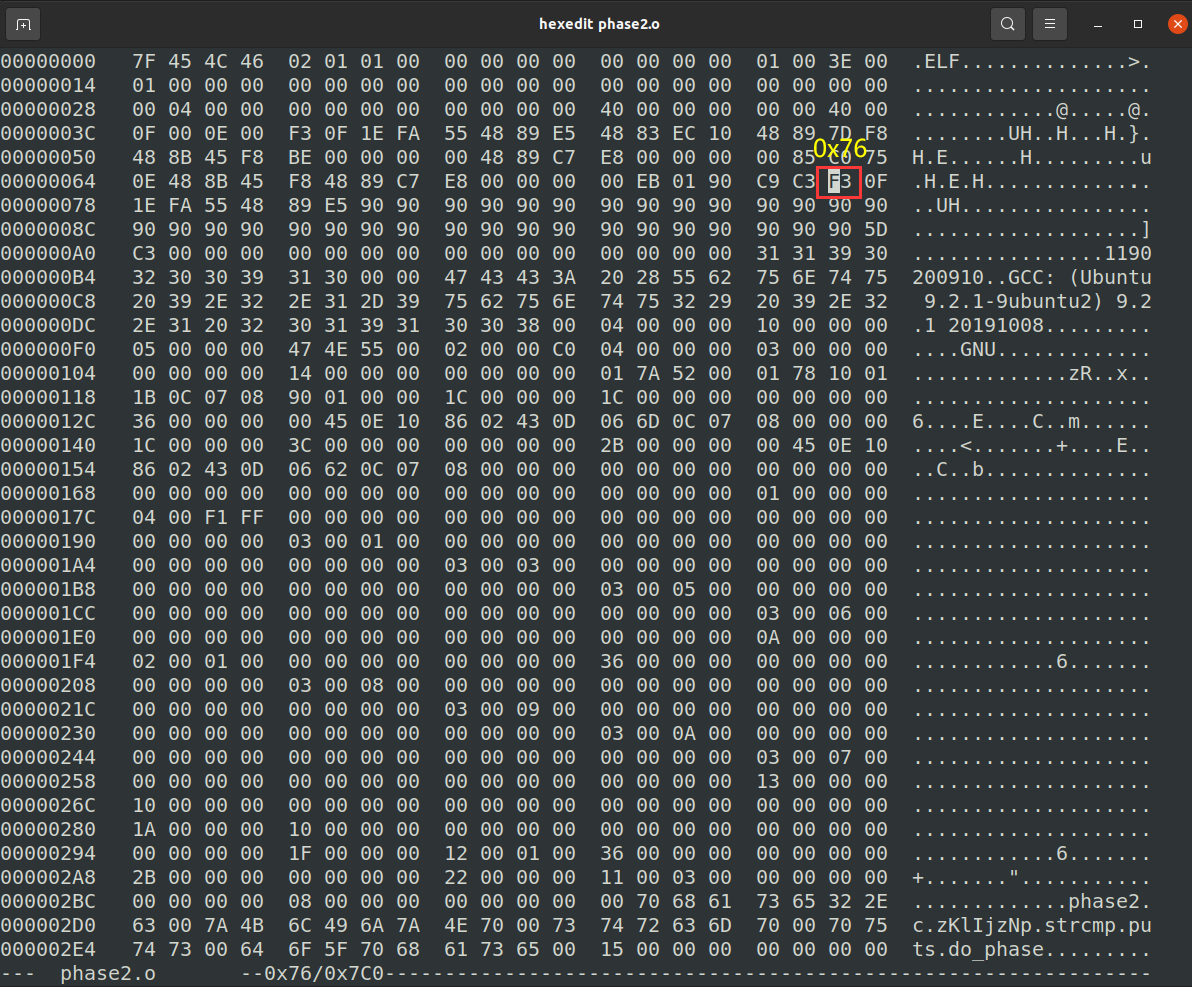 hexedit phase2.o
00000000 7F 45 4C 46 02 01 01 00 00 00 00 00 00 00 00 00 01 00 3E 00 .ELF..............>.
00000014 01 00 00 00 00 00 00 00 00 00 00 00 00 00 00 00 00 00 00 00 ....................
00000028 00 04 00 00 00 00 00 00 00 00 00 00 40 00 00 00 00 00 40 00 ............@.....@.
0000003C 0F 00 0E 00 F3 0F 1E FA 55 48 89 E5 48 83 EC 10 48 89 7D F8 ........UH..H...H.}.
0x76
00000050 48 8B 45 F8 BE 00 00 00 00 48 89 C7 E8 00 00 00 00 85 C0 75 H.E......H.........u
00000064 0E 48 8B 45 F8 48 89 C7 E8 00 00 00 00 EB 01 90 C9 C3 F3 0F .H.E.H..............
00000078 1E FA 55 48 89 E5 90 90 90 90 90 90 90 90 90 90 90 90 90 90 ..UH................
0000008C 90 90 90 90 90 90 90 90 90 90 90 90 90 90 90 90 90 90 90 5D ...................]
000000A0 C3 00 00 00 00 00 00 00 00 00 00 00 00 00 00 00 31 31 39 30 ................1190
000000B4 32 30 30 39 31 30 00 00 47 43 43 3A 20 28 55 62 75 6E 74 75 200910..GCC: (Ubuntu
000000C8 20 39 2E 32 2E 31 2D 39 75 62 75 6E 74 75 32 29 20 39 2E 32  9.2.1-9ubuntu2) 9.2
000000DC 2E 31 20 32 30 31 39 31 30 30 38 00 04 00 00 00 10 00 00 00 .1 20191008.........
000000F0 05 00 00 00 47 4E 55 00 02 00 00 C0 04 00 00 00 03 00 00 00 ....GNU.............
00000104 00 00 00 00 14 00 00 00 00 00 00 00 01 7A 52 00 01 78 10 01 .............zR..x..
00000118 1B 0C 07 08 90 01 00 00 1C 00 00 00 1C 00 00 00 00 00 00 00 ....................
0000012C 36 00 00 00 00 45 0E 10 86 02 43 0D 06 6D 0C 07 08 00 00 00 6....E....C..m......
00000140 1C 00 00 00 3C 00 00 00 00 00 00 00 2B 00 00 00 00 45 0E 10 ....<.......+....E..
00000154 86 02 43 0D 06 62 0C 07 08 00 00 00 00 00 00 00 00 00 00 00 ..C..b..............
00000168 00 00 00 00 00 00 00 00 00 00 00 00 00 00 00 00 01 00 00 00 ....................
0000017C 04 00 F1 FF 00 00 00 00 00 00 00 00 00 00 00 00 00 00 00 00 ....................
00000190 00 00 00 00 03 00 01 00 00 00 00 00 00 00 00 00 00 00 00 00 ....................
000001A4 00 00 00 00 00 00 00 00 03 00 03 00 00 00 00 00 00 00 00 00 ....................
000001B8 00 00 00 00 00 00 00 00 00 00 00 00 03 00 05 00 00 00 00 00 ....................
000001CC 00 00 00 00 00 00 00 00 00 00 00 00 00 00 00 00 03 00 06 00 ....................
000001E0 00 00 00 00 00 00 00 00 00 00 00 00 00 00 00 00 0A 00 00 00 ....................
000001F4 02 00 01 00 00 00 00 00 00 00 00 00 36 00 00 00 00 00 00 00 ............6.......
00000208 00 00 00 00 03 00 08 00 00 00 00 00 00 00 00 00 00 00 00 00 ....................
0000021C 00 00 00 00 00 00 00 00 03 00 09 00 00 00 00 00 00 00 00 00 ....................
00000230 00 00 00 00 00 00 00 00 00 00 00 00 03 00 0A 00 00 00 00 00 ....................
00000244 00 00 00 00 00 00 00 00 00 00 00 00 00 00 00 00 03 00 07 00 ....................
00000258 00 00 00 00 00 00 00 00 00 00 00 00 00 00 00 00 13 00 00 00 ....................
0000026C 10 00 00 00 00 00 00 00 00 00 00 00 00 00 00 00 00 00 00 00 ....................
00000280 1A 00 00 00 10 00 00 00 00 00 00 00 00 00 00 00 00 00 00 00 ....................
00000294 00 00 00 00 1F 00 00 00 12 00 01 00 36 00 00 00 00 00 00 00 ............6.......
000002A8 2B 00 00 00 00 00 00 00 22 00 00 00 11 00 03 00 00 00 00 00 +......."...........
000002BC 00 00 00 00 08 00 00 00 00 00 00 00 00 70 68 61 73 65 32 2E .............phase2.
000002D0 63 00 7A 4B 6C 49 6A 7A 4E 70 00 73 74 72 63 6D 70 00 70 75 c.zKlIjzNp.strcmp.pu
000002E4 74 73 00 64 6F 5F 70 68 61 73 65 00 15 00 00 00 00 00 00 00 ts.do_phase.........
--- phase2.o --0x76/0x7C0----------------------------------------------------------------